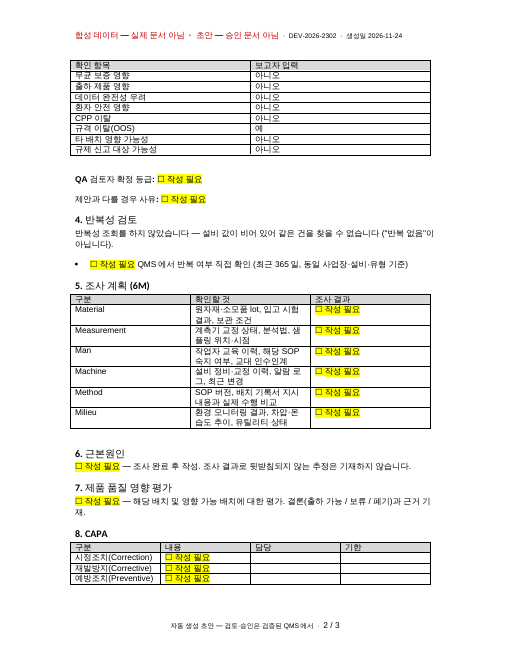 합성 데이터 — 실제 문서 아님 · 초안 — 승인 문서 아님 · DEV-2026-2302 · 생성일 2026-11-24
확인 항목 보고자 입력
무균 보증 영향 아니오
출하 제품 영향 아니오
데이터 완전성 우려 아니오
환자 안전 영향 아니오
CPP 이탈 아니오
규격 이탈(OOS) 예
타 배치 영향 가능성 아니오
규제 신고 대상 가능성 아니오
QA 검토자 확정 등급: ☐ 작성 필요
제안과 다를 경우 사유: ☐ 작성 필요
4. 반복성 검토
반복성 조회를 하지 않았습니다 — 설비 값이 비어 있어 같은 건을 찾을 수 없습니다 ("반복 없음"이
아닙니다).
• ☐ 작성 필요 QMS 에서 반복 여부 직접 확인 (최근 365 일, 동일 사업장·설비·유형 기준)
5. 조사 계획 (6M)
구분 확인할 것 조사 결과
Material 원자재·소모품 lot, 입고 시험 ☐ 작성 필요
결과, 보관 조건
Measurement 계측기 교정 상태, 분석법, 샘 ☐ 작성 필요
플링 위치·시점
Man 작업자 교육 이력, 해당 SOP ☐ 작성 필요
숙지 여부, 교대 인수인계
Machine 설비 정비·교정 이력, 알람 로 ☐ 작성 필요
그, 최근 변경
Method SOP 버전, 배치 기록서 지시 ☐ 작성 필요
내용과 실제 수행 비교
Milieu 환경 모니터링 결과, 차압·온 ☐ 작성 필요
습도 추이, 유틸리티 상태
6. 근본원인
☐ 작성 필요 — 조사 완료 후 작성. 조사 결과로 뒷받침되지 않는 추정은 기재하지 않습니다.
7. 제품 품질 영향 평가
☐ 작성 필요 — 해당 배치 및 영향 가능 배치에 대한 평가. 결론(출하 가능 / 보류 / 폐기)과 근거 기
재.
8. CAPA
구분 내용 담당 기한
시정조치(Correction) ☐ 작성 필요
재발방지(Corrective) ☐ 작성 필요
예방조치(Preventive) ☐ 작성 필요
자동 생성 초안 — 검토·승인은 검증된 QMS 에서 · 2 / 3